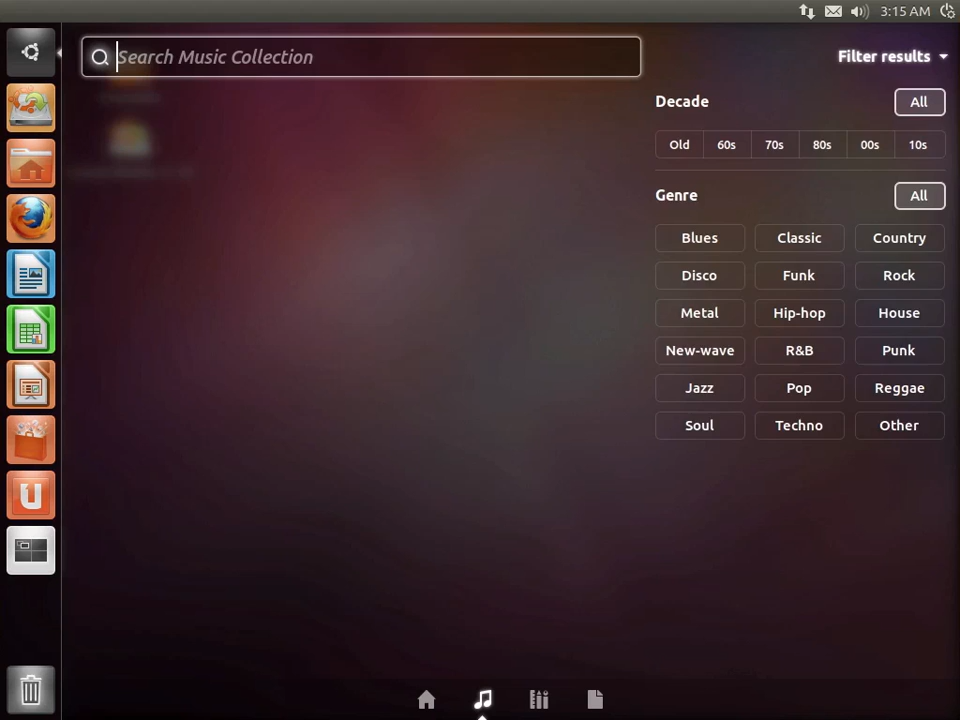 3:15 AM
Search Music Collection
Filter results
Decade All
Old 60s 70s 80s 00s 10s
Genre All
Blues Classic Country
Disco Funk Rock
Metal Hip-hop House
New-wave R&B Punk
Jazz Pop Reggae
Soul Techno Other